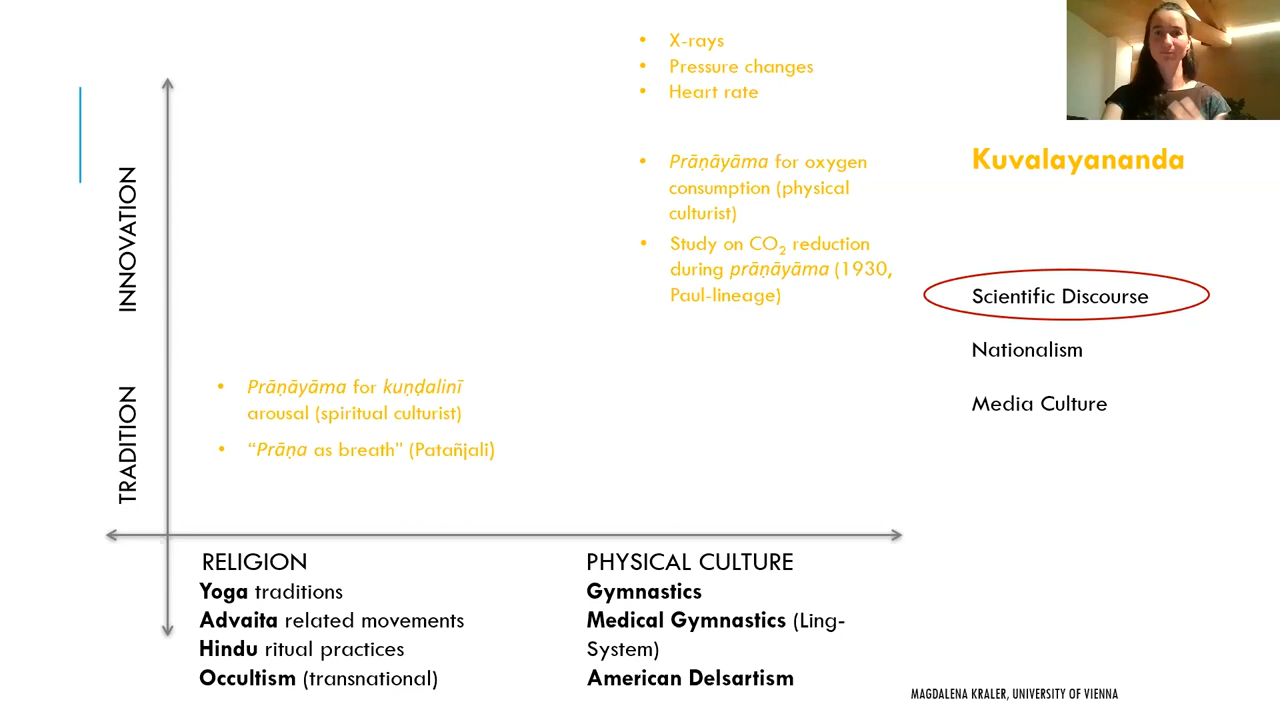 • X-rays
• Pressure changes
• Heart rate
• Prāṇāyāma for oxygen
consumption (physical
culturist)
• Study on CO₂ reduction
during prāṇāyāma (1930,
Paul-lineage)
Kuvalayananda
Scientific Discourse
Nationalism
Media Culture
INNOVATION
TRADITION
• Prāṇāyāma for kuṇḍalinī
arousal (spiritual culturist)
• “Prāṇa as breath" (Patañjali)
RELIGION
Yoga traditions
Advaita related movements
Hindu ritual practices
Occultism (transnational)
PHYSICAL CULTURE
Gymnastics
Medical Gymnastics (Ling-
System)
American Delsartism
MAGDALENA KRALER, UNIVERSITY OF VIENNA